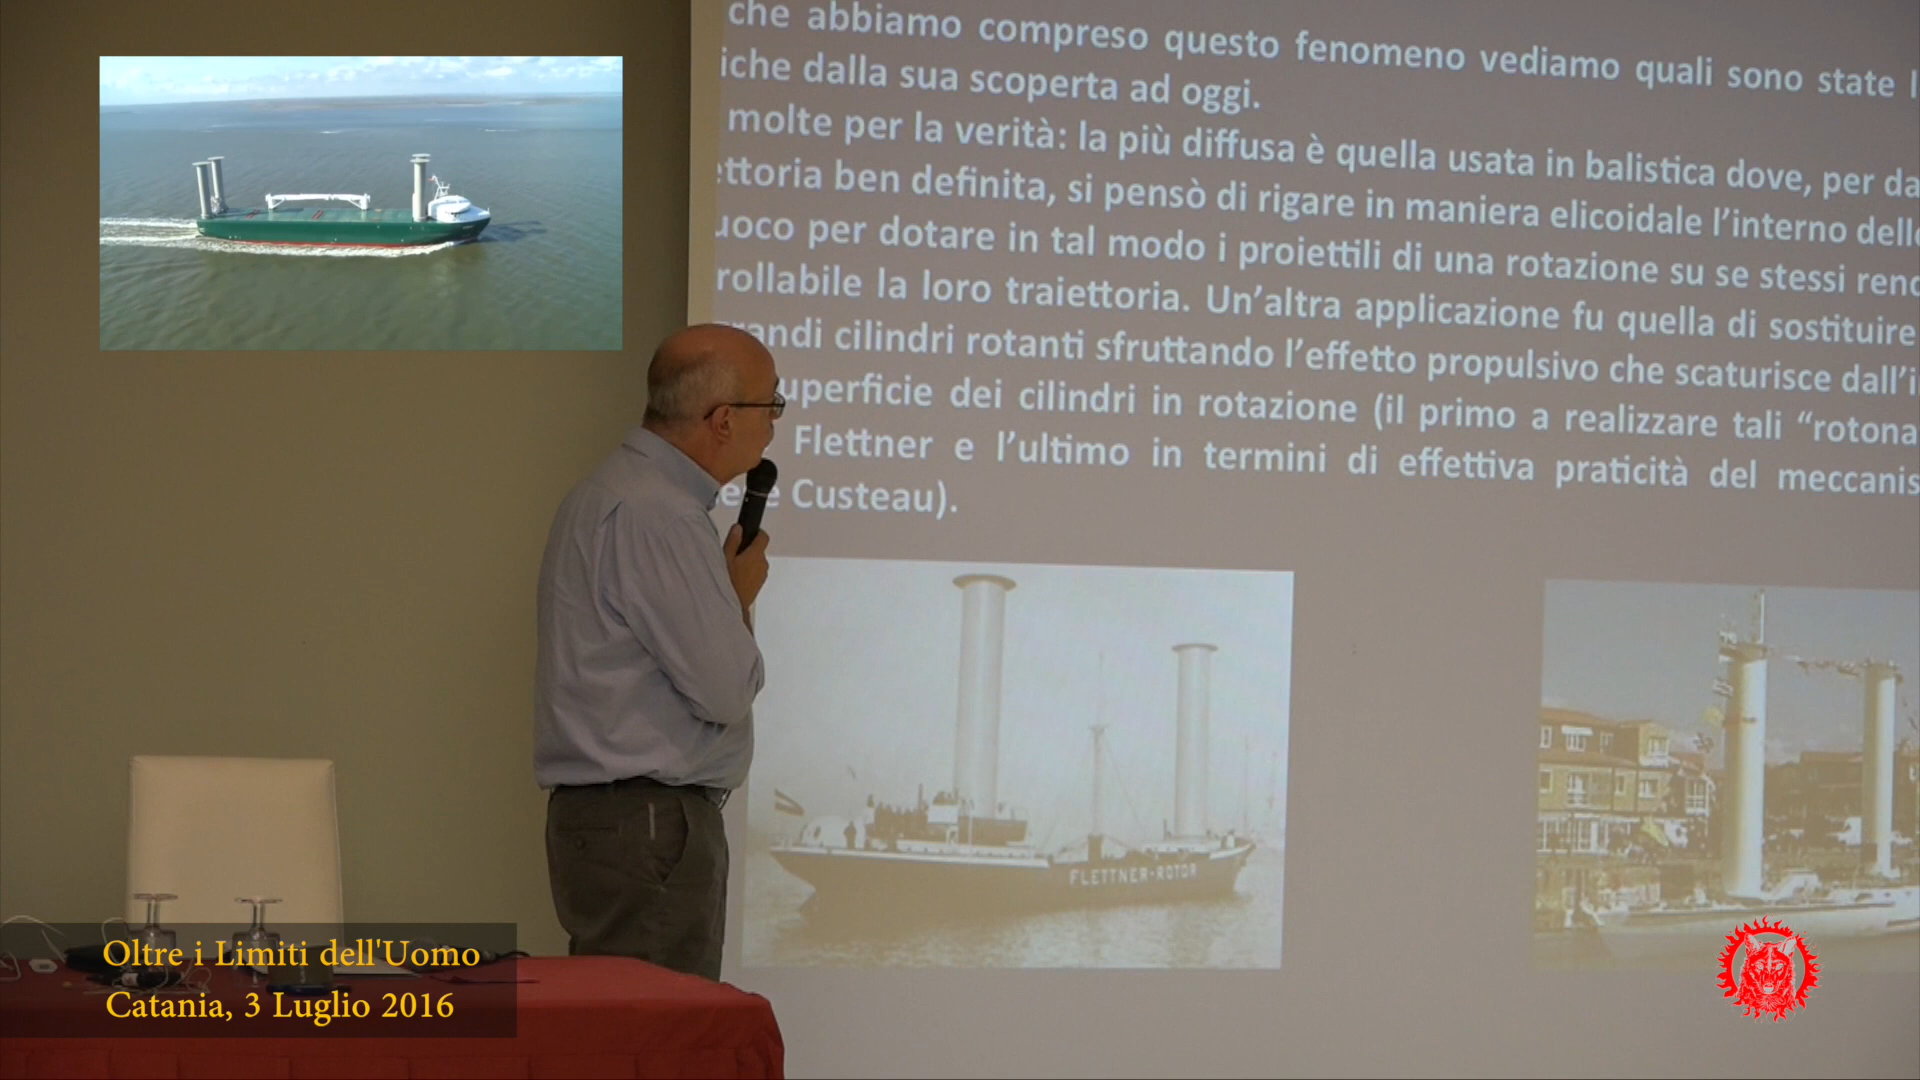 che abbiamo compreso questo fenomeno vediamo quali sono state
iche dalla sua scoperta ad oggi.
molte per la verità: la più diffusa è quella usata in balistica dove, per da
ettoria ben definita, si pensò di rigare in maniera elicoidale l'interno dell
uoco per dotare in tal modo i proiettili di una rotazione su se stessi rend
rollabile la loro traiettoria. Un'altra applicazione fu quella di sostituire
randi cilindri rotanti sfruttando l'effetto propulsivo che scaturisce dall'i
uperficie dei cilindri in rotazione (il primo a realizzare tali “rotona
Flettner e l'ultimo in termini di effettiva praticità del meccanis
Custeau).
FLETTNER-ROTOR
Oltre i Limiti dell'Uomo
Catania, 3 Luglio 2016